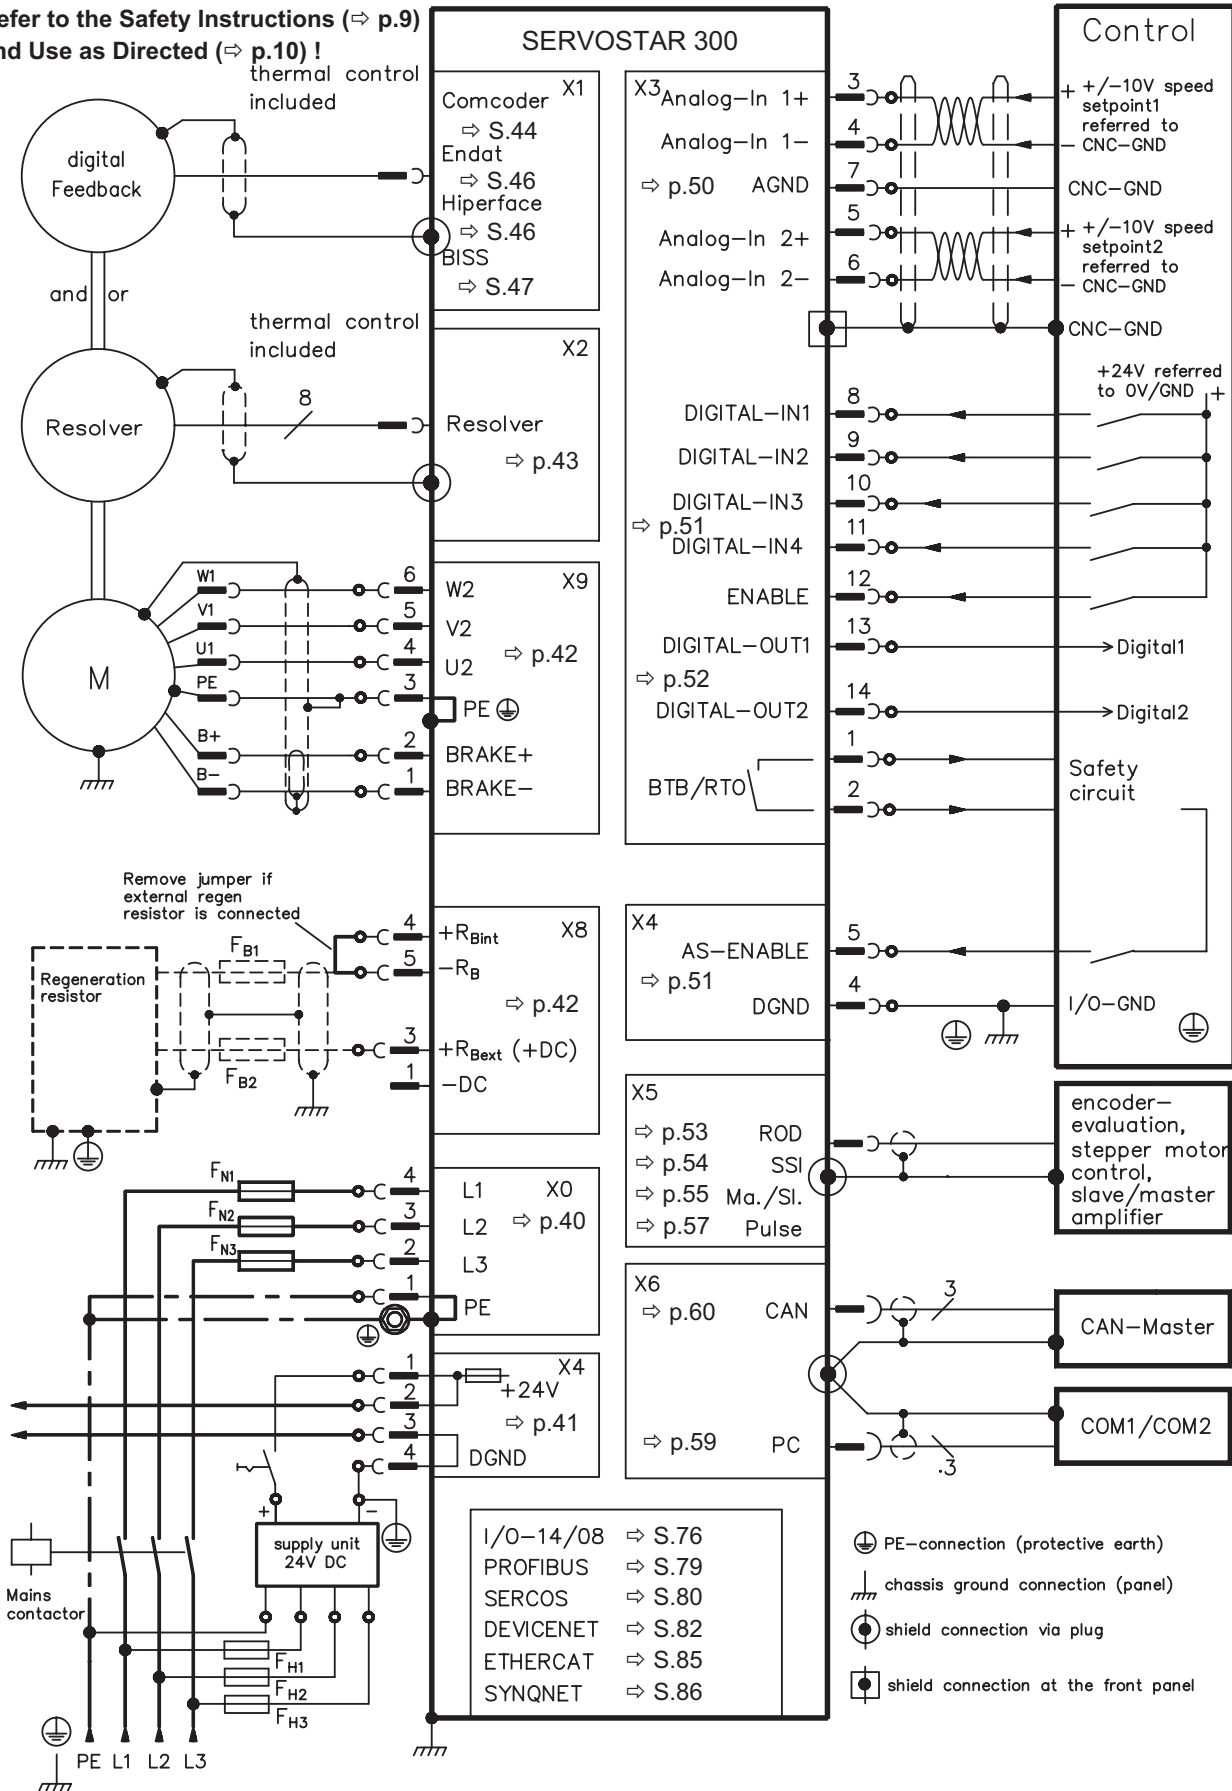 efer to the Safety Instructions (⇨ p.9)
nd Use as Directed (⇨ p.10) !
SERVOSTAR 300
Control
thermal control
included
digital
Feedback
X1
Comcoder
⇨ S.44
Endat
⇨ S.46
Hiperface
⇨ S.46
BISS
⇨ S.47
and or
thermal control
included
Resolver
8
X2
Resolver
⇨ p.43
M
W1
V1
U1
PE
B+
B-
6
5
4
3
2
1
X9
W2
V2
U2
⇨ p.42
PE
BRAKE+
BRAKE-
Remove jumper if
external regen
resistor is connected
Regeneration
resistor
FB1
FB2
4
5
3
1
X8
+RBint
-RB
⇨ p.42
+RBext (+DC)
-DC
FN1
FN2
FN3
4
3
2
1
X0
L1
L2
⇨ p.40
L3
PE
1
2
3
4
X4
+24V
⇨ p.41
DGND
+ -
supply unit
24V DC
Mains
contactor
FH1
FH2
FH3
PE L1 L2 L3
X3
Analog-In 1+
Analog-In 1-
⇨ p.50 AGND
Analog-In 2+
Analog-In 2-
3
4
7
5
6
+ +/-10V speed
setpoint1
referred to
- CNC-GND
CNC-GND
+ +/-10V speed
setpoint2
referred to
- CNC-GND
CNC-GND
+24V referred
to 0V/GND +
DIGITAL-IN1 8
DIGITAL-IN2 9
DIGITAL-IN3 10
⇨ p.51
DIGITAL-IN4 11
ENABLE 12
DIGITAL-OUT1 13 Digital1
⇨ p.52
DIGITAL-OUT2 14 Digital2
BTB/RTO
1
2
Safety
circuit
X4
AS-ENABLE 5
⇨ p.51
DGND 4 I/O-GND
X5
⇨ p.53 ROD
⇨ p.54 SSI
⇨ p.55 Ma./Sl.
⇨ p.57 Pulse
encoder-
evaluation,
stepper motor
control,
slave/master
amplifier
X6
⇨ p.60 CAN
3
CAN-Master
⇨ p.59 PC
.3
COM1/COM2
I/O-14/08 ⇨ S.76
PROFIBUS ⇨ S.79
SERCOS ⇨ S.80
DEVICENET ⇨ S.82
ETHERCAT ⇨ S.85
SYNQNET ⇨ S.86
PE-connection (protective earth)
chassis ground connection (panel)
shield connection via plug
shield connection at the front panel